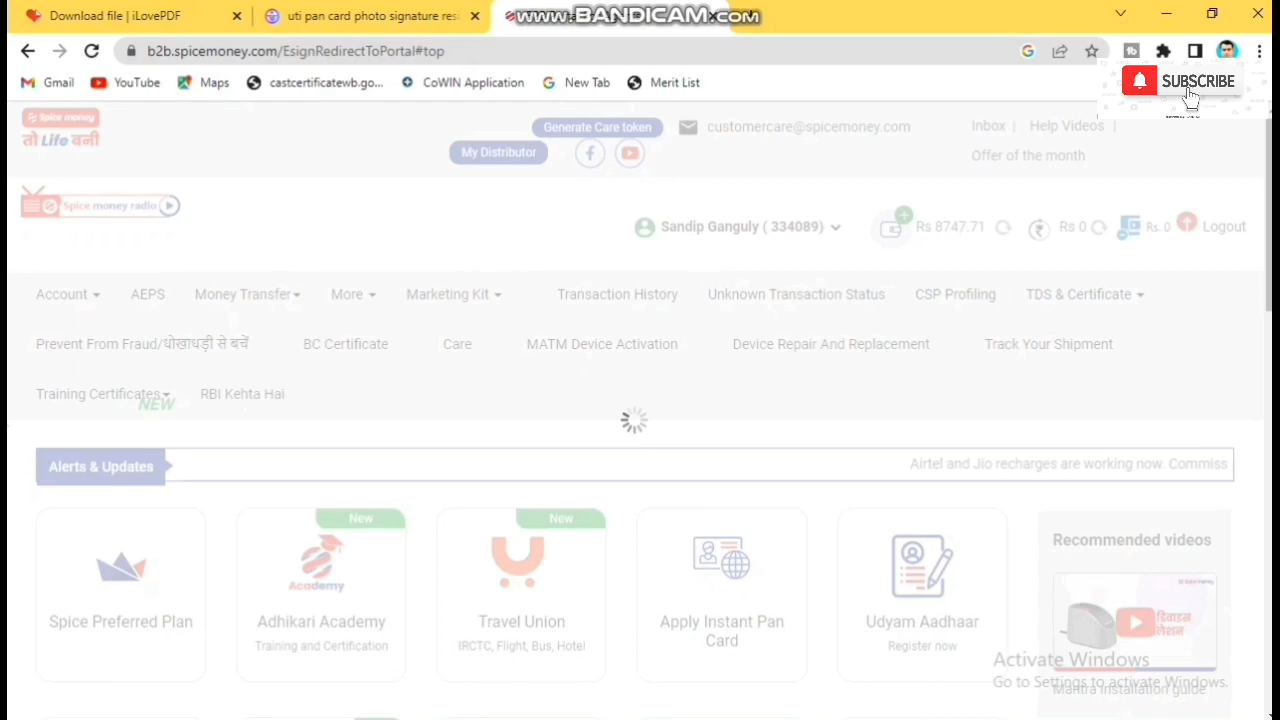 Download file | iLovePDF
uti pan card photo signature resi
www.BANDICAM.com
b2b.spicemoney.com/EsignRedirectToPortal#top
Gmail YouTube Maps castcertificatewb.go... CoWIN Application New Tab Merit List
SUBSCRIBE
Spice money
तो Life बनी
Generate Care token
customercare@spicemoney.com
Inbox | Help Videos |
My Distributor
Offer of the month
Spice money radio
Sandip Ganguly ( 334089)
Rs 8747.71
Rs 0
Rs. 0
Logout
Account AEPS Money Transfer More Marketing Kit Transaction History Unknown Transaction Status CSP Profiling TDS & Certificate
Prevent From Fraud/धोखाधड़ी से बचें BC Certificate Care MATM Device Activation Device Repair And Replacement Track Your Shipment
Training Certificates RBI Kehta Hai
NEW
Alerts & Updates
Airtel and Jio recharges are working now. Commiss
New
New
Recommended videos
Academy
Spice Preferred Plan
Adhikari Academy
Training and Certification
Travel Union
IRCTC, Flight, Bus, Hotel
Apply Instant Pan
Card
Udyam Aadhaar
Register now
डिवाइस
Mantra Installation guide
Activate Windows
Go to Settings to activate Windows.